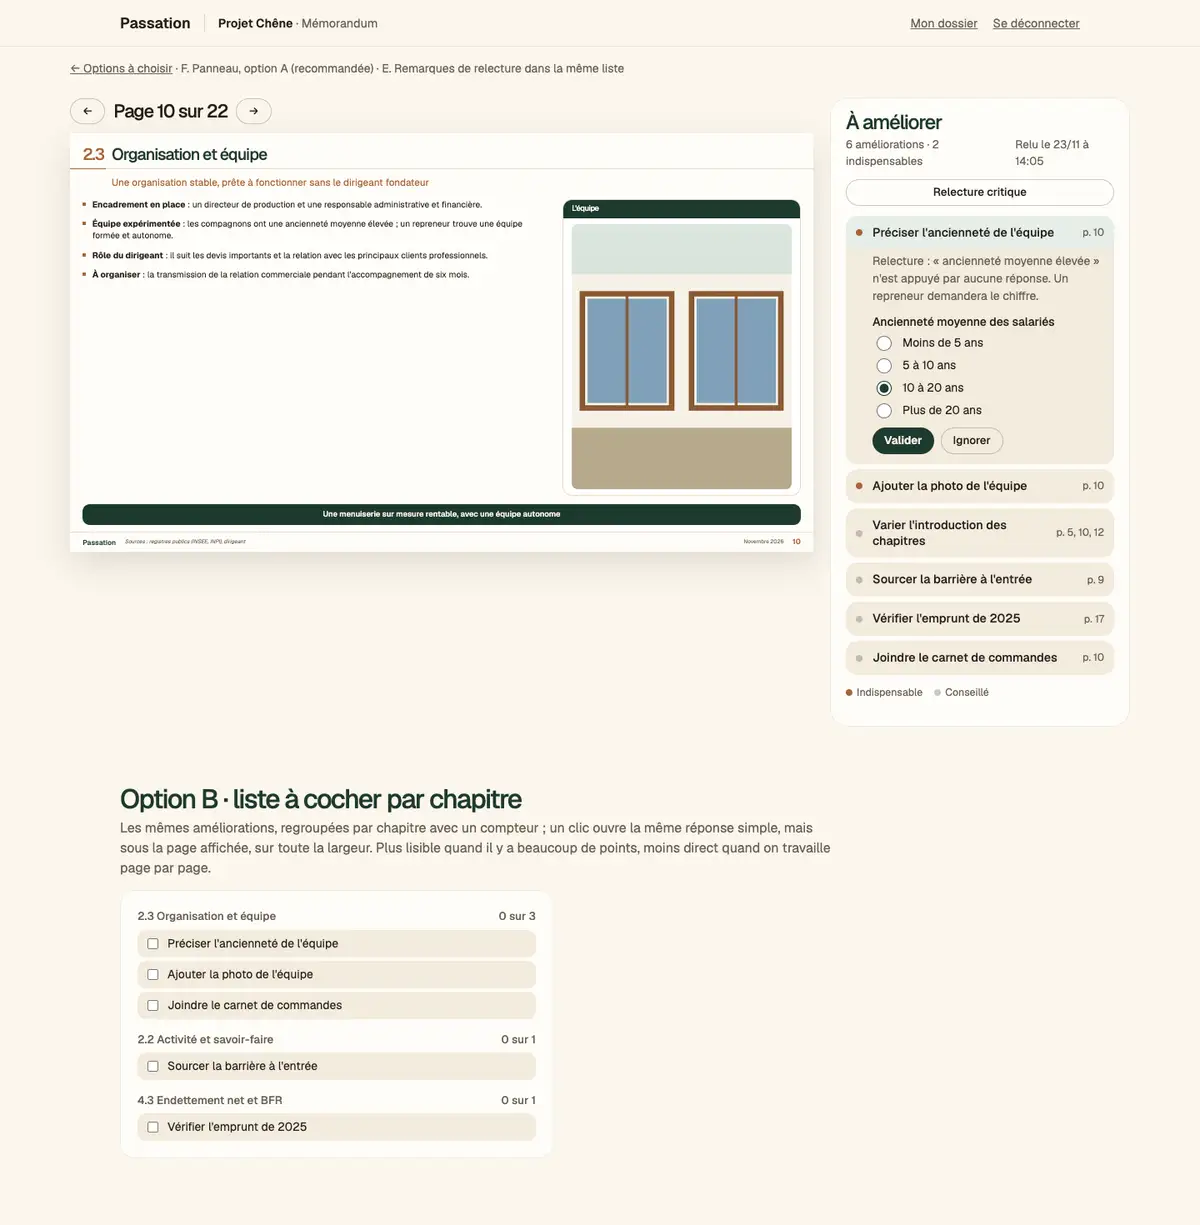 Passation
Projet Chêne · Mémorandum
Mon dossier
Se déconnecter
← Options à choisir · F. Panneau, option A (recommandée) · E. Remarques de relecture dans la même liste
← Page 10 sur 22 →
2.3 Organisation et équipe
Une organisation stable, prête à fonctionner sans le dirigeant fondateur
Encadrement en place : un directeur de production et une responsable administrative et financière.
Équipe expérimentée : les compagnons ont une ancienneté moyenne élevée ; un repreneur trouve une équipe
formée et autonome.
Rôle du dirigeant : il suit les devis importants et la relation avec les principaux clients professionnels.
À organiser : la transmission de la relation commerciale pendant l'accompagnement de six mois.
L'équipe
Une menuiserie sur mesure rentable, avec une équipe autonome
Passation
Sources : registres publics (INSEE, INPI), dirigeant
Novembre 2026 10
À améliorer
6 améliorations · 2
indispensables
Relu le 23/11 à
14:05
Relecture critique
Préciser l'ancienneté de l'équipe p. 10
Relecture : « ancienneté moyenne élevée »
n'est appuyé par aucune réponse. Un
repreneur demandera le chiffre.
Ancienneté moyenne des salariés
Moins de 5 ans
5 à 10 ans
10 à 20 ans
Plus de 20 ans
Valider
Ignorer
Ajouter la photo de l'équipe p. 10
Varier l'introduction des
chapitres p. 5, 10, 12
Sourcer la barrière à l'entrée p. 9
Vérifier l'emprunt de 2025 p. 17
Joindre le carnet de commandes p. 10
Indispensable
Conseillé
Option B · liste à cocher par chapitre
Les mêmes améliorations, regroupées par chapitre avec un compteur ; un clic ouvre la même réponse simple, mais
sous la page affichée, sur toute la largeur. Plus lisible quand il y a beaucoup de points, moins direct quand on travaille
page par page.
2.3 Organisation et équipe 0 sur 3
Préciser l'ancienneté de l'équipe
Ajouter la photo de l'équipe
Joindre le carnet de commandes
2.2 Activité et savoir-faire 0 sur 1
Sourcer la barrière à l'entrée
4.3 Endettement net et BFR 0 sur 1
Vérifier l'emprunt de 2025